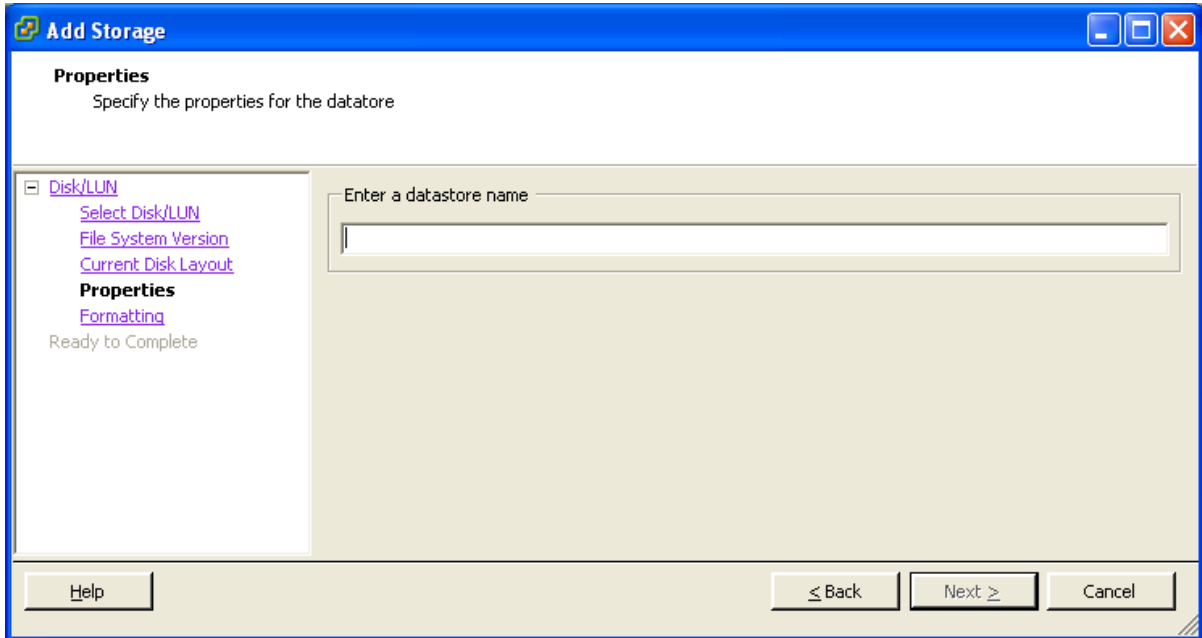 Add Storage
Properties
Specify the properties for the datatore
Disk/LUN
Select Disk/LUN
File System Version
Current Disk Layout
Properties
Formatting
Ready to Complete
Enter a datastore name
Help
< Back
Next >
Cancel